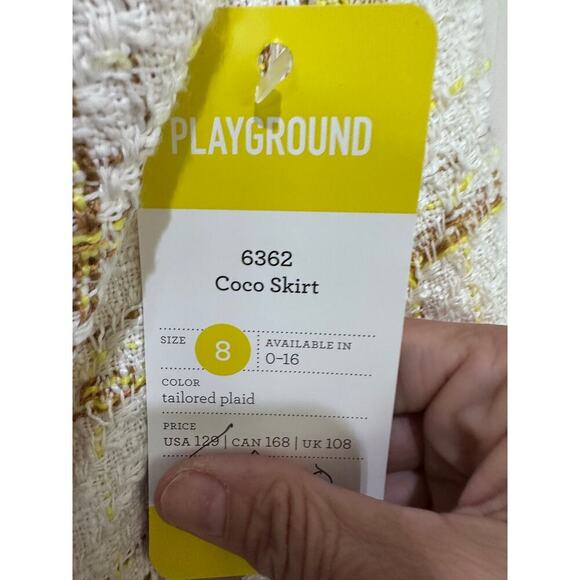 PLAYGROUND
6362
Coco Skirt
SIZE 8 AVAILABLE IN
0-16
COLOR
tailored plaid
PRICE
USA 129 | CAN 168 | UK 108